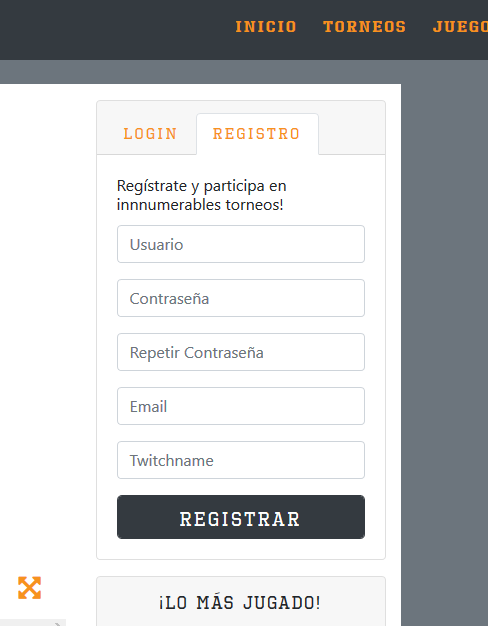 INICIO TORNEOS JUEGO
LOGIN REGISTRO
Regístrate y participa en
innnumerables torneos!
Usuario
Contraseña
Repetir Contraseña
Email
Twitchname
REGISTRAR
¡LO MÁS JUGADO!